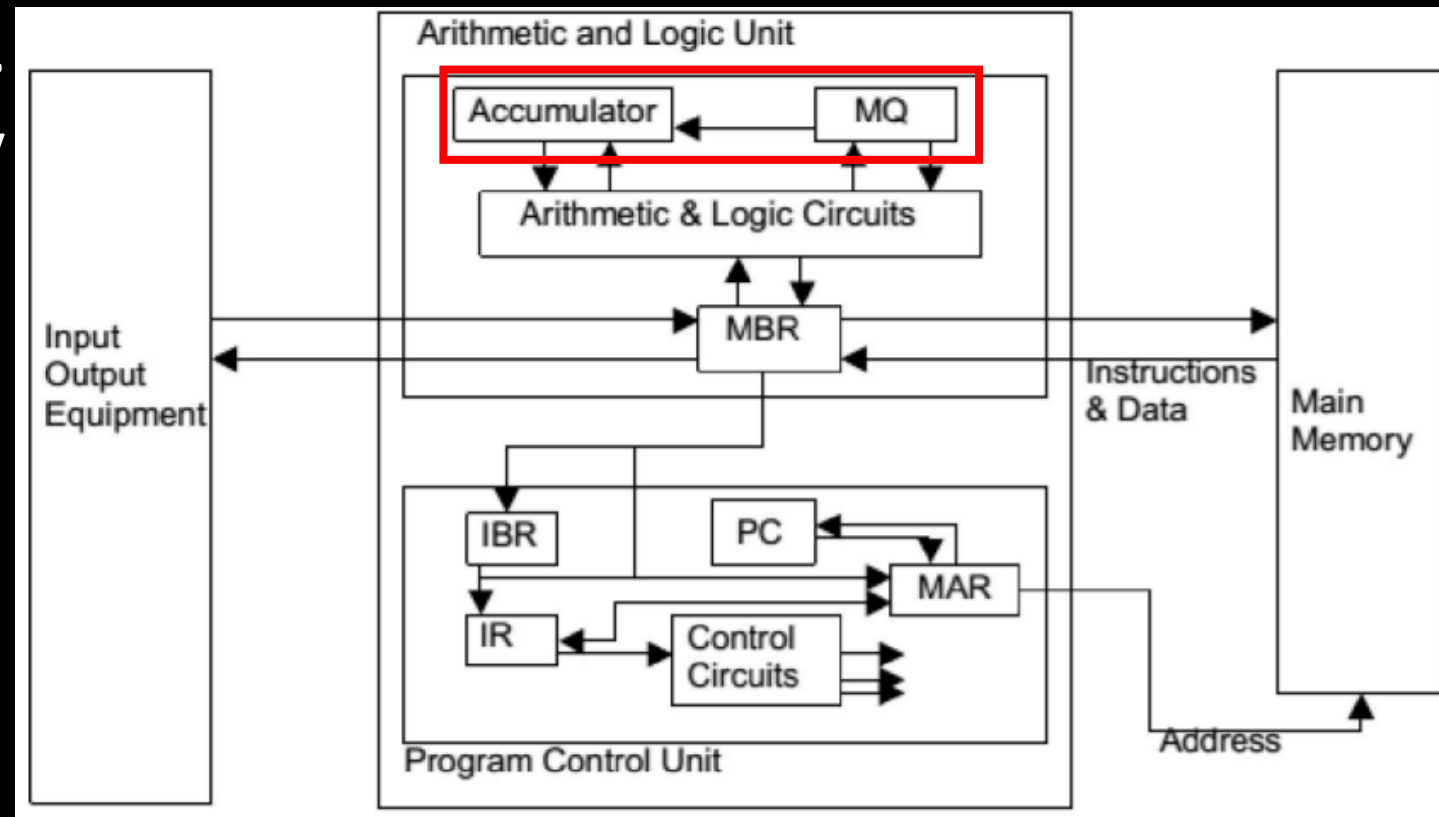 Arithmetic and Logic Unit
Accumulator
MQ
Arithmetic & Logic Circuits
Input
Output
Equipment
MBR
Instructions
& Data
Main
Memory
IBR
PC
MAR
IR
Control
Circuits
Program Control Unit
Address